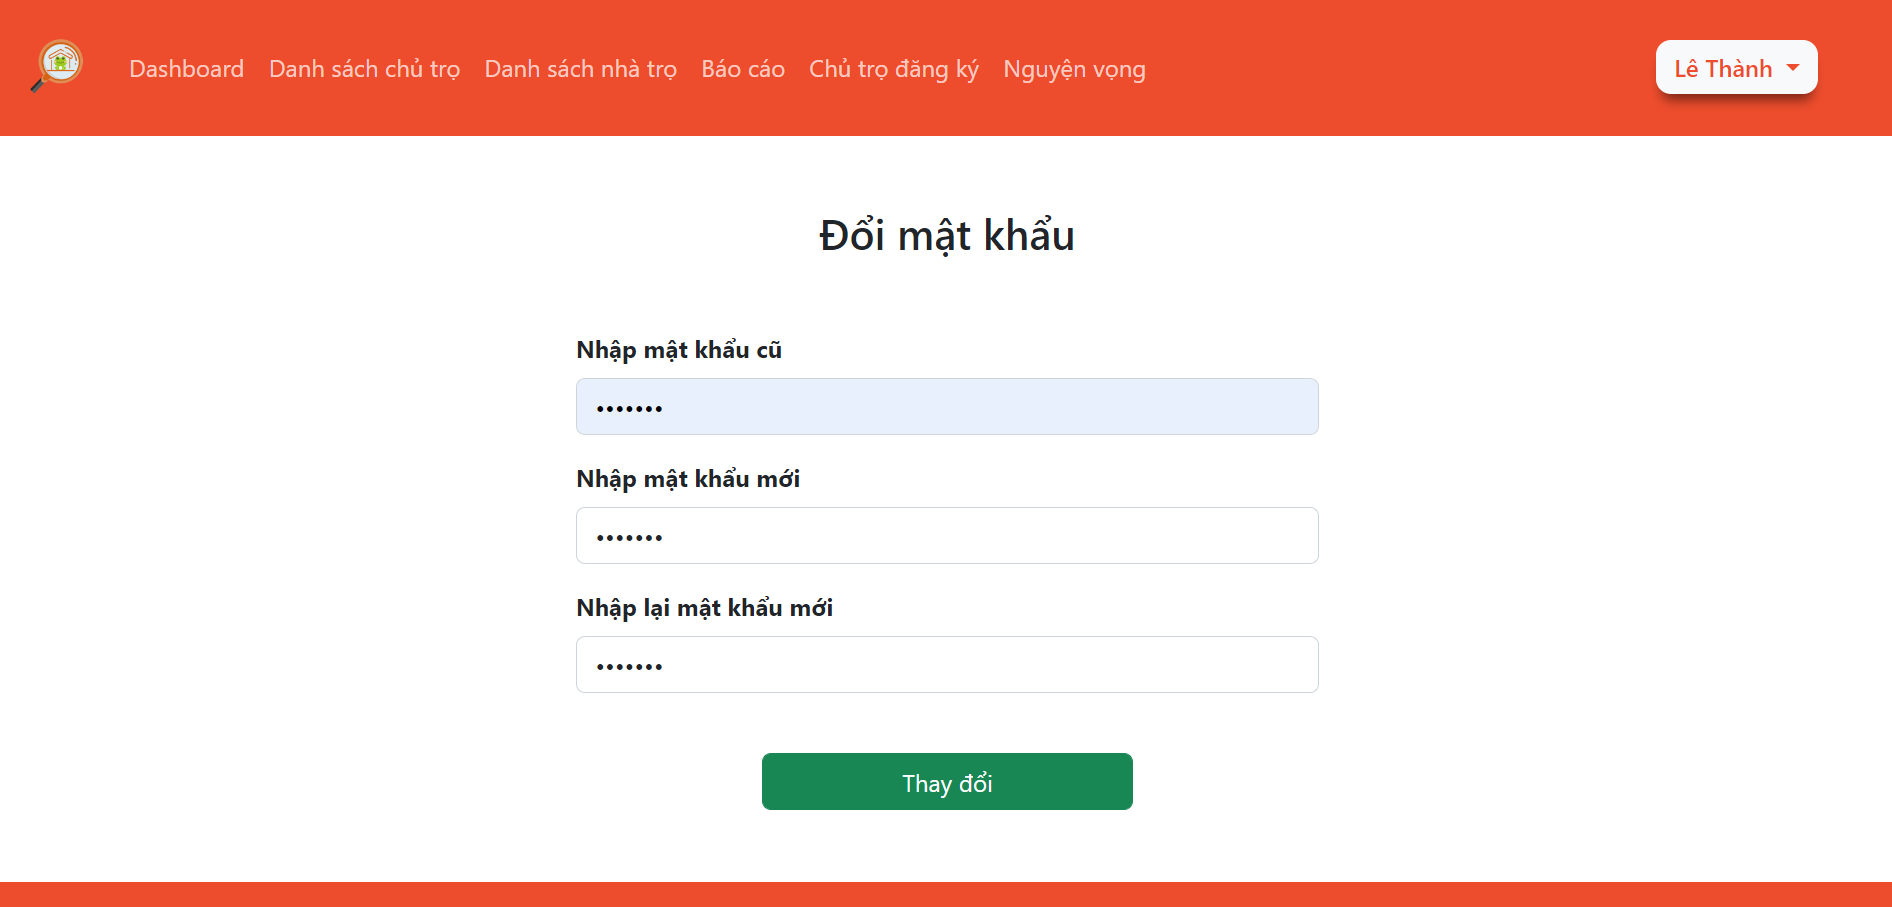 Dashboard Danh sách chủ trọ Danh sách nhà trọ Báo cáo Chủ trọ đăng ký Nguyện vọng Lê Thành
Đổi mật khẩu
Nhập mật khẩu cũ
•••••••
Nhập mật khẩu mới
•••••••
Nhập lại mật khẩu mới
•••••••
Thay đổi